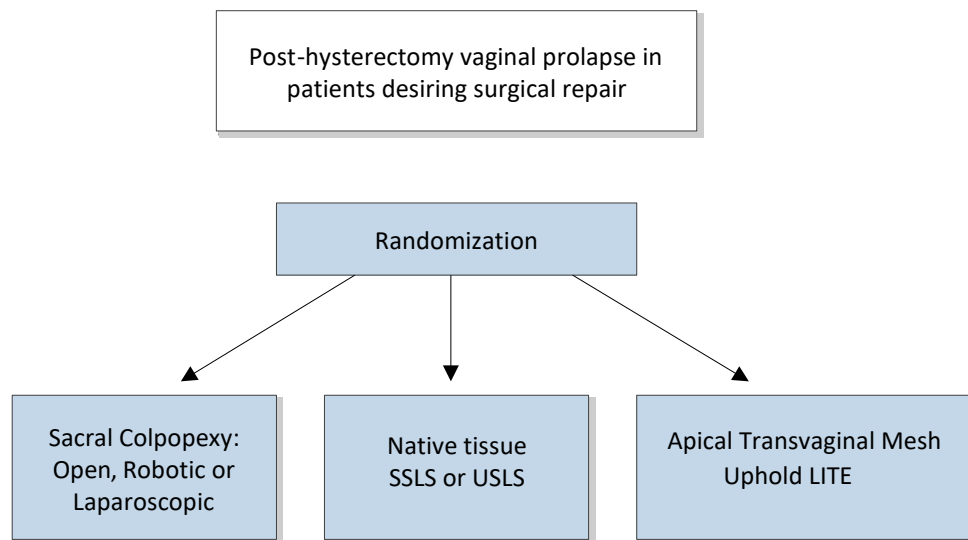 Post-hysterectomy vaginal prolapse in
patients desiring surgical repair
Randomization
Sacral Colpopexy:
Open, Robotic or
Laparoscopic
Native tissue
SSLS or USLS
Apical Transvaginal Mesh
Uphold LITE